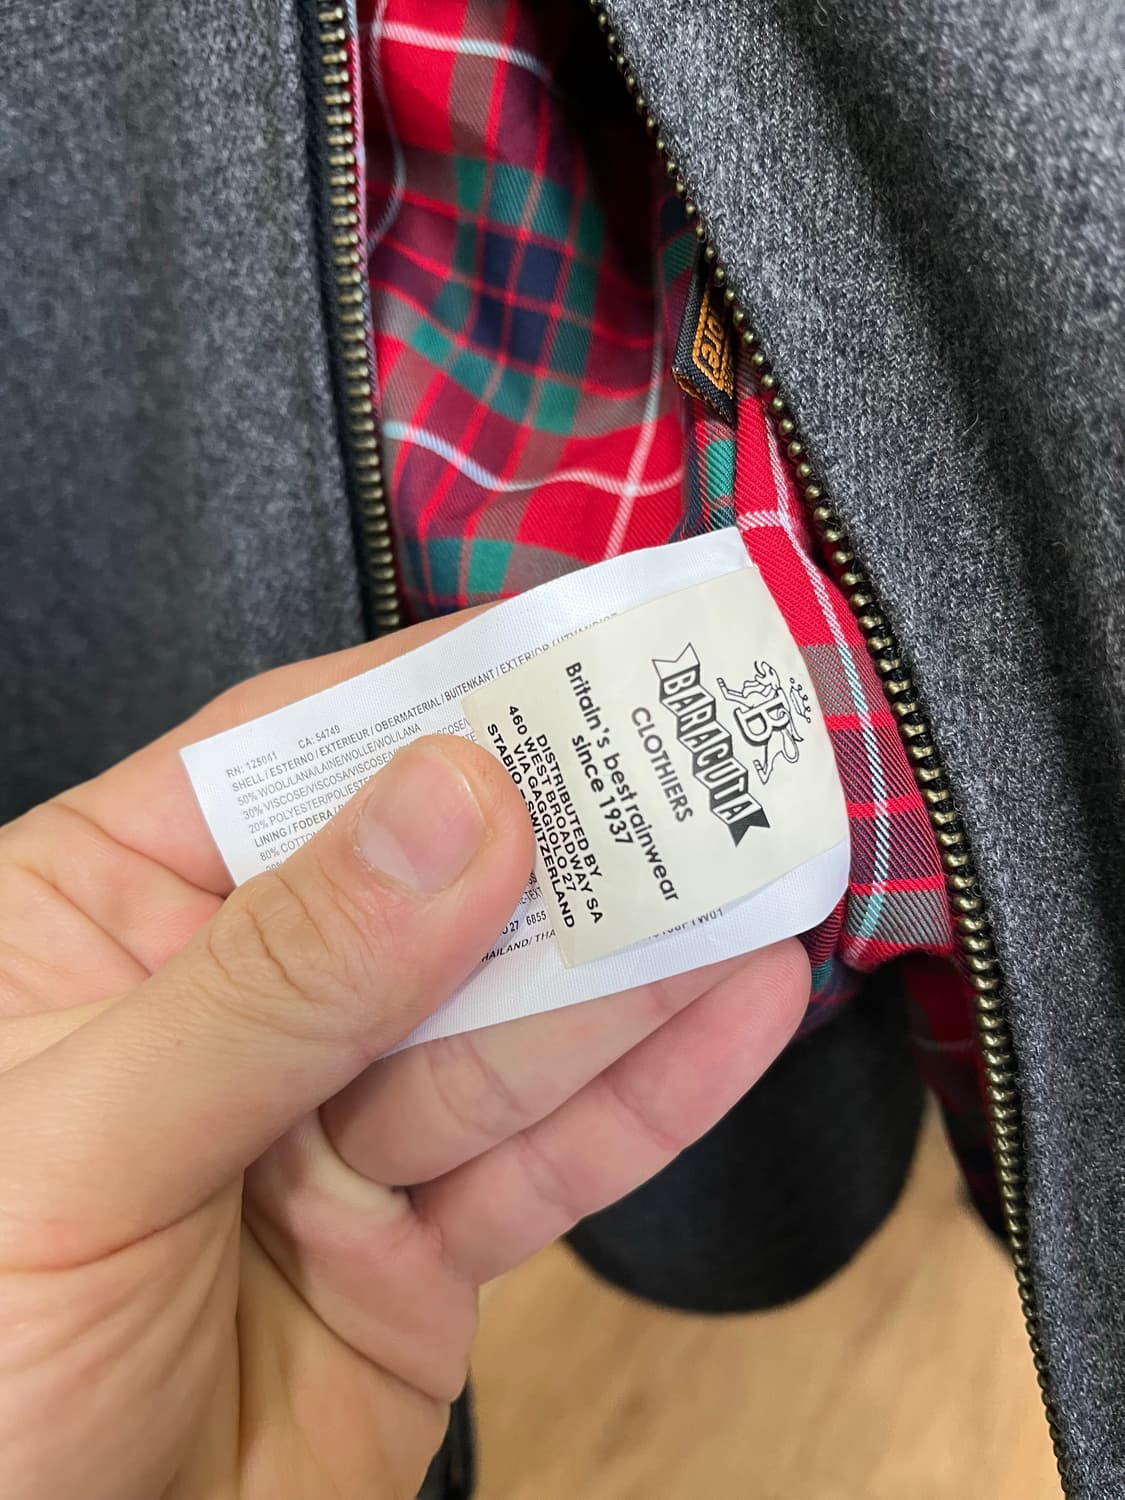 BARACUTA
CLOTHIERS
Britain's best rainwear
since 1937
DISTRIBUTED BY
460 WEST BROADWAY SA
VIA GAGGIOLO 27
STABIO - SWITZERLAND
RN: 125041 CA: 54749
SHELL / ESTERNO / EXTERIEUR / OBERMATERIAL / BUITENKANT / EXTERIOR /
50% WOOL/LANA/LAINE/WOLLE/WOL/LANA
30% VISCOSE/VISCOSA/VISCOSE/
20% POLYESTER/
LINING / FODERA /
80%
27 6855